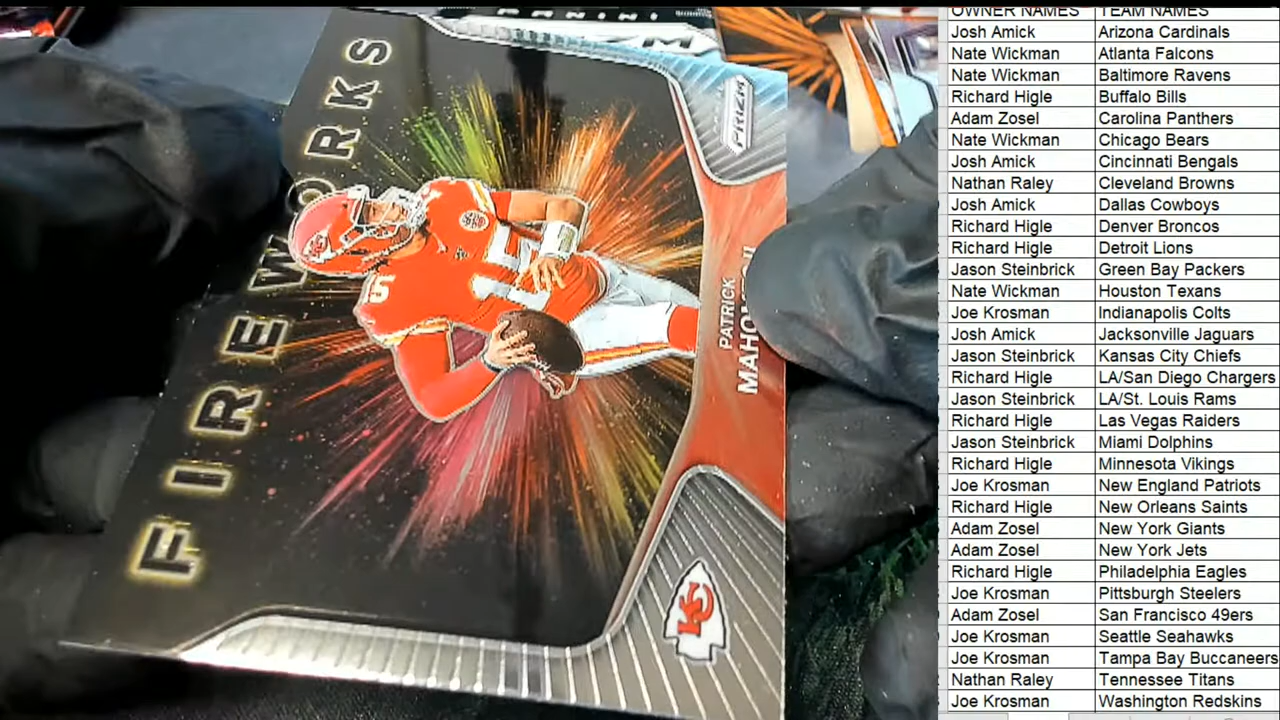 PANINI
FIREWORKS
PRIZM
15
15
PATRICK
KC
OWNER NAMES TEAM NAMES
Josh Amick Arizona Cardinals
Nate Wickman Atlanta Falcons
Nate Wickman Baltimore Ravens
Richard Higle Buffalo Bills
Adam Zosel Carolina Panthers
Nate Wickman Chicago Bears
Josh Amick Cincinnati Bengals
Nathan Raley Cleveland Browns
Josh Amick Dallas Cowboys
Richard Higle Denver Broncos
Richard Higle Detroit Lions
Jason Steinbrick Green Bay Packers
Nate Wickman Houston Texans
Joe Krosman Indianapolis Colts
Josh Amick Jacksonville Jaguars
Jason Steinbrick Kansas City Chiefs
Richard Higle LA/San Diego Chargers
Jason Steinbrick LA/St. Louis Rams
Richard Higle Las Vegas Raiders
Jason Steinbrick Miami Dolphins
Richard Higle Minnesota Vikings
Joe Krosman New England Patriots
Richard Higle New Orleans Saints
Adam Zosel New York Giants
Adam Zosel New York Jets
Richard Higle Philadelphia Eagles
Joe Krosman Pittsburgh Steelers
Adam Zosel San Francisco 49ers
Joe Krosman Seattle Seahawks
Joe Krosman Tampa Bay Buccaneers
Nathan Raley Tennessee Titans
Joe Krosman Washington Redskins